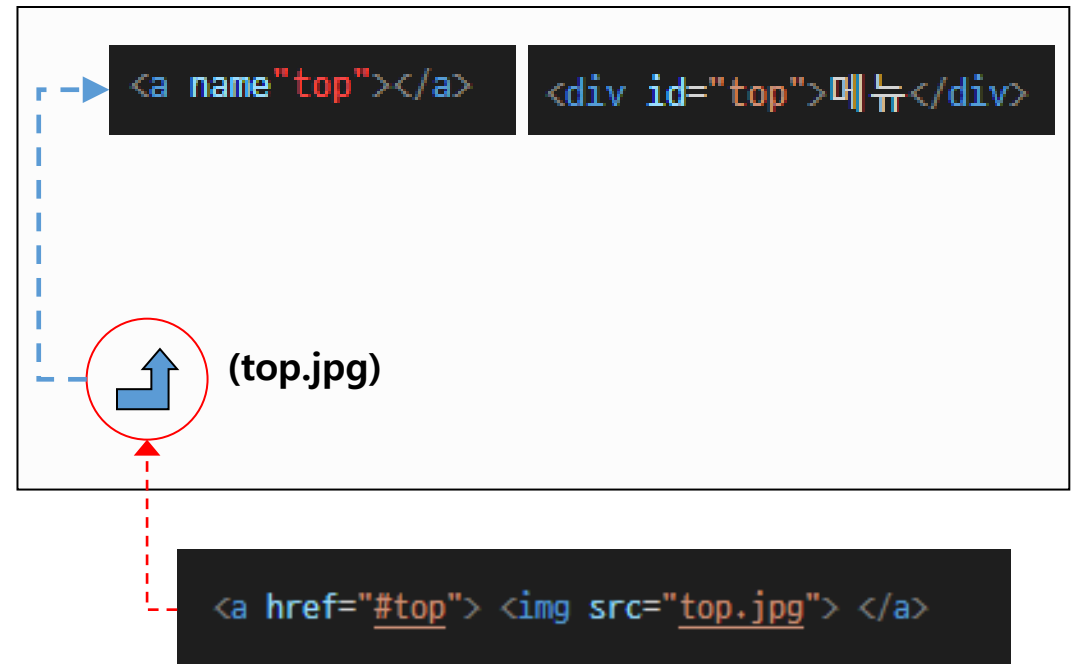 <a name"top"></a>
<div id="top">메뉴</div>
(top.jpg)
<a href="#top"> <img src="top.jpg"> </a>